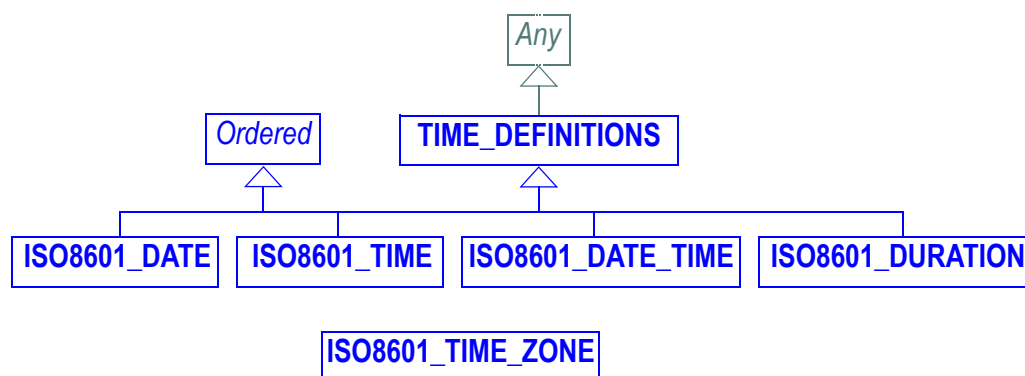 Any
Ordered
TIME_DEFINITIONS
ISO8601_DATE
ISO8601_TIME
ISO8601_DATE_TIME
ISO8601_DURATION
ISO8601_TIME_ZONE